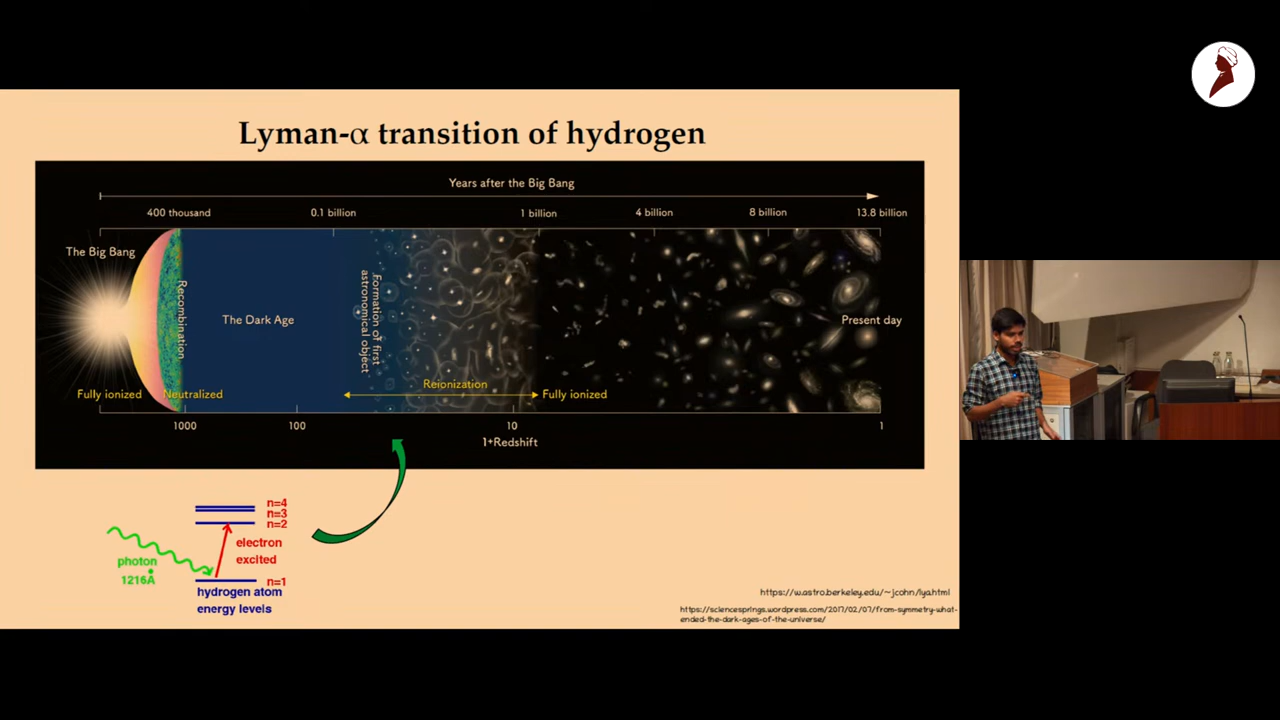 Lyman-α transition of hydrogen
Years after the Big Bang
400 thousand
0.1 billion
1 billion
4 billion
8 billion
13.8 billion
The Big Bang
Recombination
The Dark Age
Formation of first
astronomical object
Present day
Fully ionized
Neutralized
Reionization
Fully ionized
1000
100
10
1
1+Redshift
n=4
n=3
n=2
electron
excited
photon
1216Å
n=1
hydrogen atom
energy levels
https://w.astro.berkeley.edu/~jcohn/lya.html
https://sciencesprings.wordpress.com/2017/02/07/from-symmetry-what-
ended-the-dark-ages-of-the-universe/